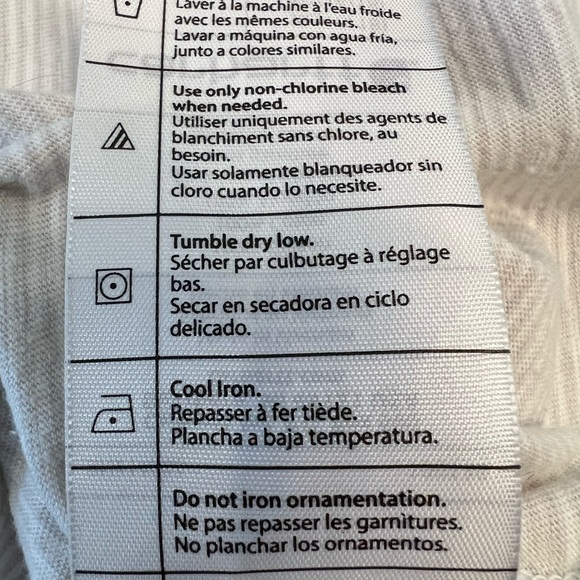 Laver à la machine à l'eau froide
avec les mêmes couleurs.
Lavar a máquina con agua fría,
junto a colores similares.
Use only non-chlorine bleach
when needed.
Utiliser uniquement des agents de
blanchiment sans chlore, au
besoin.
Usar solamente blanqueador sin
cloro cuando lo necesite.
Tumble dry low.
Sécher par culbutage à réglage
bas.
Secar en secadora en ciclo
delicado.
Cool Iron.
Repasser à fer tiède.
Plancha a baja temperatura.
Do not iron ornamentation.
Ne pas repasser les garnitures.
No planchar los ornamentos.